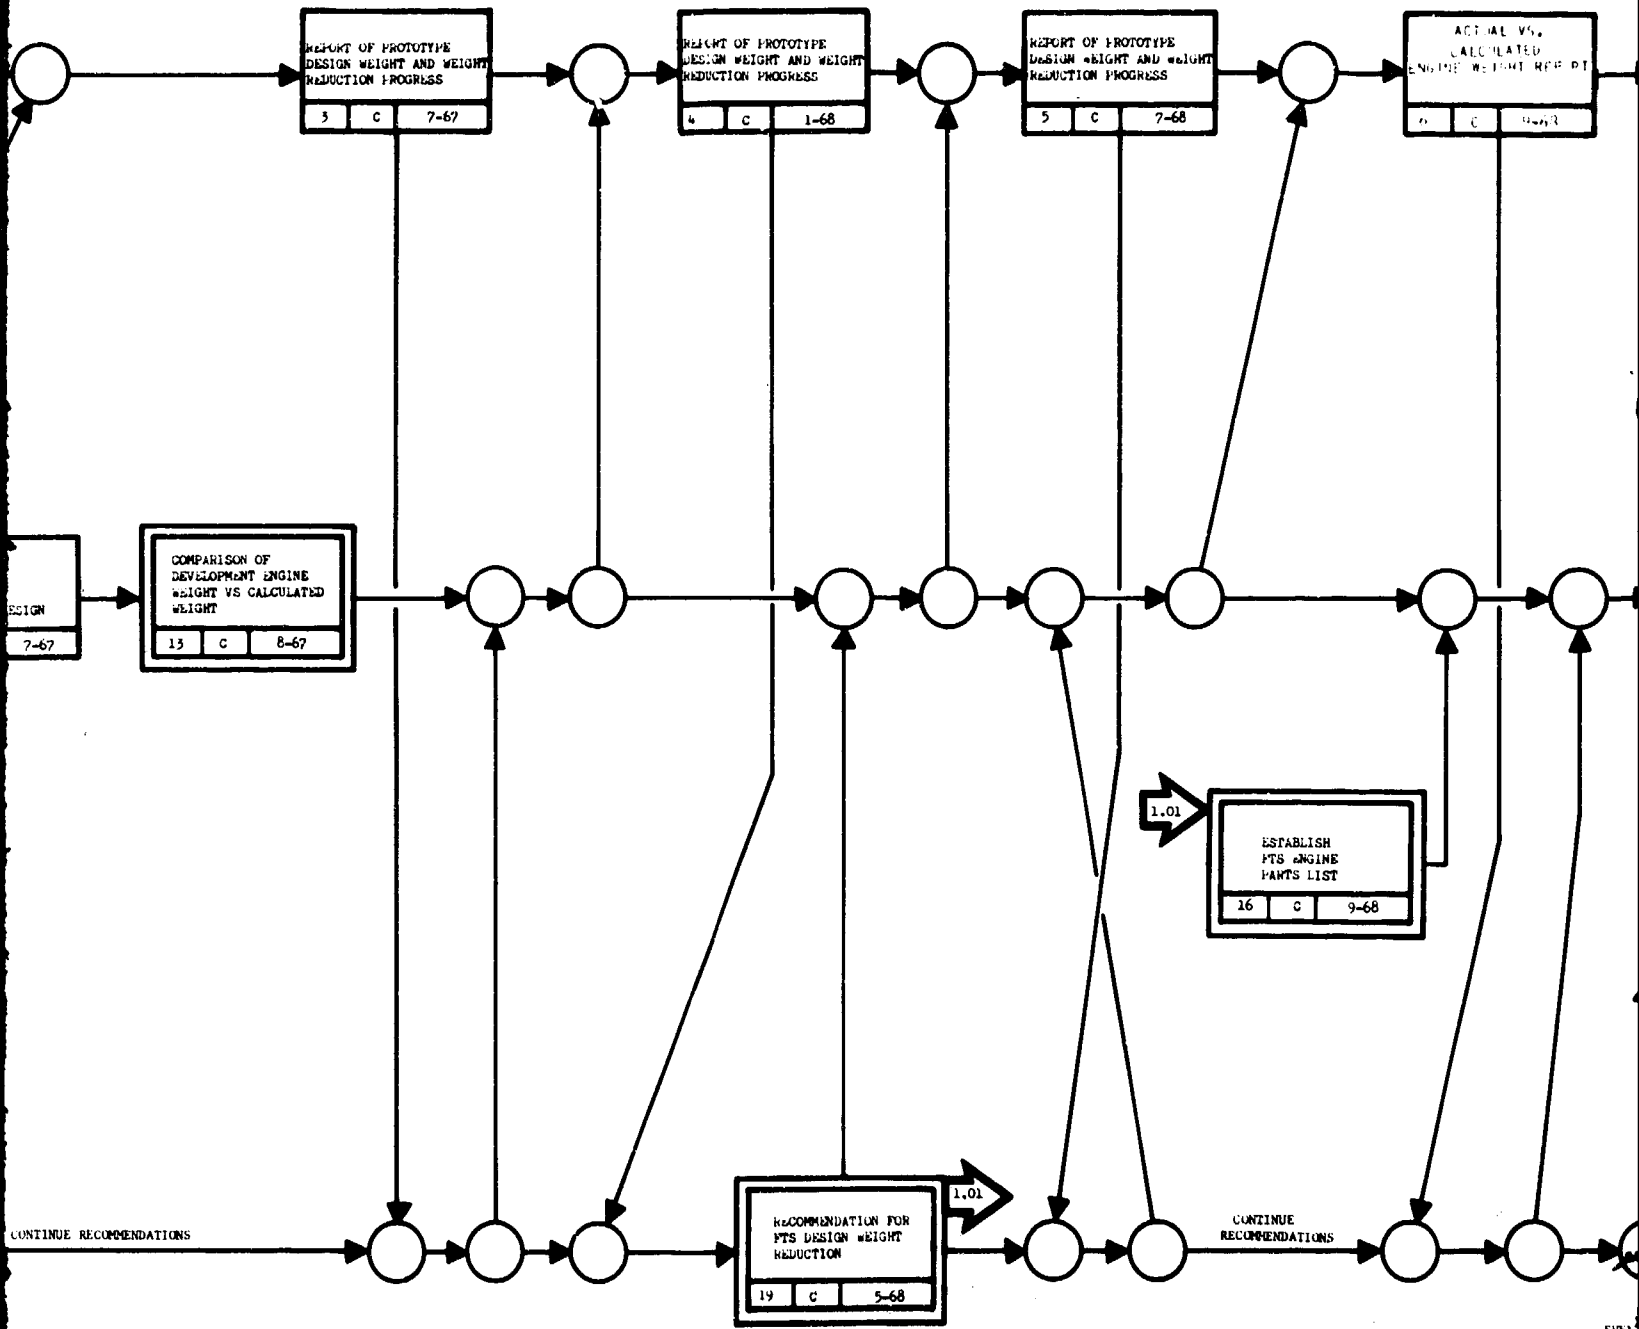 REPORT OF PROTOTYPE
DESIGN WEIGHT AND WEIGHT
REDUCTION PROGRESS
3 C 7-67
REPORT OF PROTOTYPE
DESIGN WEIGHT AND WEIGHT
REDUCTION PROGRESS
4 C 1-68
REPORT OF PROTOTYPE
DESIGN WEIGHT AND WEIGHT
REDUCTION PROGRESS
5 C 7-68
ACTUAL VS.
CALCULATED
ENGINE WEIGHT REPORT
6 C 9-68
ESIGN
7-67
COMPARISON OF
DEVELOPMENT ENGINE
WEIGHT VS CALCULATED
WEIGHT
13 C 8-67
1.01
ESTABLISH
FTS ENGINE
PARTS LIST
16 C 9-68
CONTINUE RECOMMENDATIONS
RECOMMENDATION FOR
FTS DESIGN WEIGHT
REDUCTION
19 C 5-68
1.01
CONTINUE
RECOMMENDATIONS